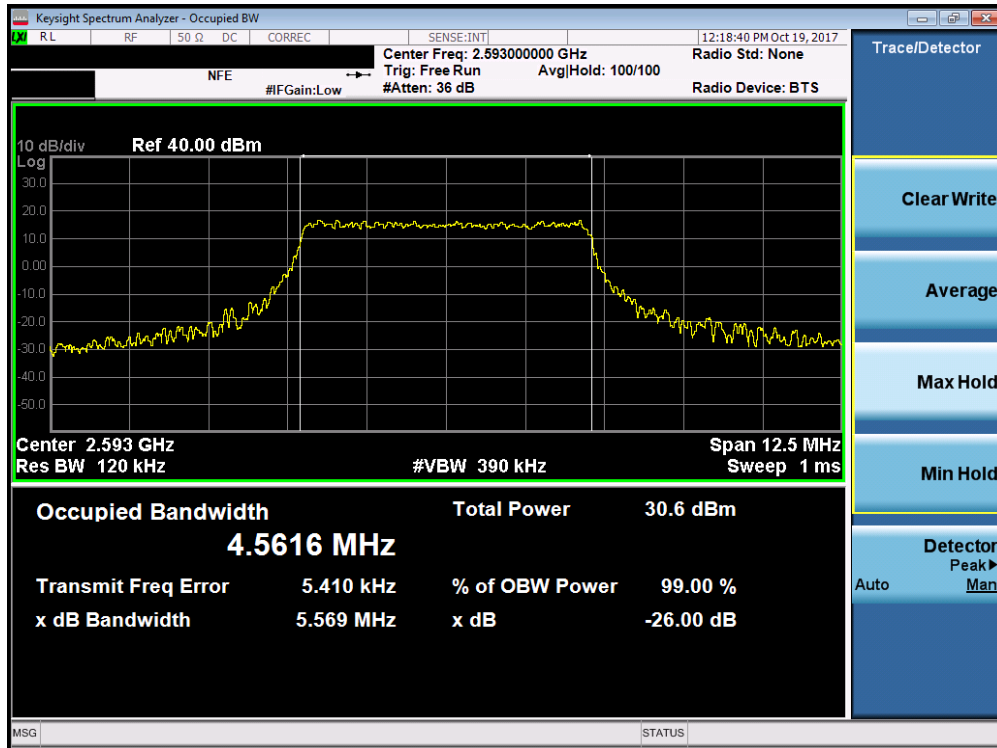 Keysight Spectrum Analyzer - Occupied BW
LXI RL RF 50 Ω DC CORREC SENSE:INT 12:18:40 PM Oct 19, 2017
Center Freq: 2.593000000 GHz Radio Std: None
NFE Trig: Free Run Avg|Hold: 100/100
#IFGain:Low #Atten: 36 dB Radio Device: BTS
Trace/Detector
10 dB/div Ref 40.00 dBm
Log
30.0
20.0
10.0
0.00
-10.0
-20.0
-30.0
-40.0
-50.0
Center 2.593 GHz Span 12.5 MHz
Res BW 120 kHz #VBW 390 kHz Sweep 1 ms
Occupied Bandwidth Total Power 30.6 dBm
4.5616 MHz
Transmit Freq Error 5.410 kHz % of OBW Power 99.00 %
x dB Bandwidth 5.569 MHz x dB -26.00 dB
Clear Write
Average
Max Hold
Min Hold
Detector
Peak▶
Auto Man
MSG STATUS